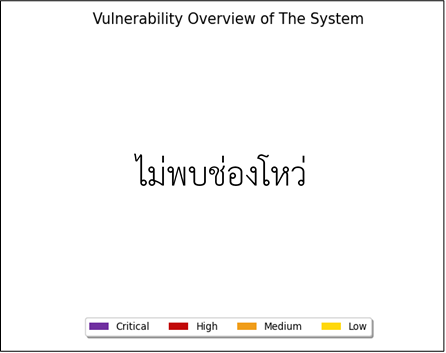 Vulnerability Overview of The System
ไม่พบช่องโหว่
Critical High Medium Low